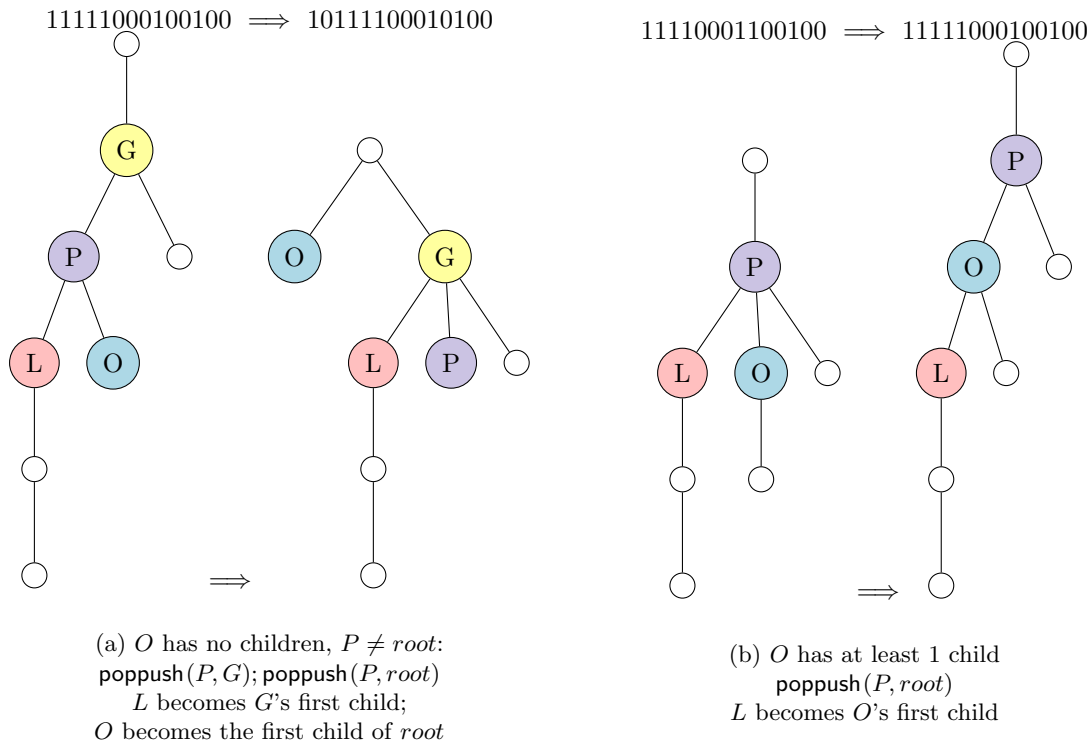 11111000100100 ⟹ 10111100010100
G
P
L
O
O
G
L
P
⟹
(a) O has no children, P ≠ root:
poppush(P, G); poppush(P, root)
L becomes G's first child;
O becomes the first child of root
11110001100100 ⟹ 11111000100100
P
L
O
P
O
L
⟹
(b) O has at least 1 child
poppush(P, root)
L becomes O's first child